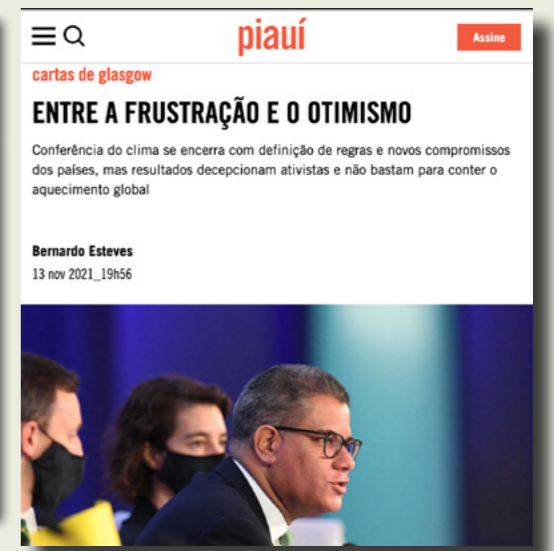 piauí
Assine
cartas de glasgow
ENTRE A FRUSTRAÇÃO E O OTIMISMO
Conferência do clima se encerra com definição de regras e novos compromissos
dos países, mas resultados decepcionam ativistas e não bastam para conter o
aquecimento global
Bernardo Esteves
13 nov 2021_19h56